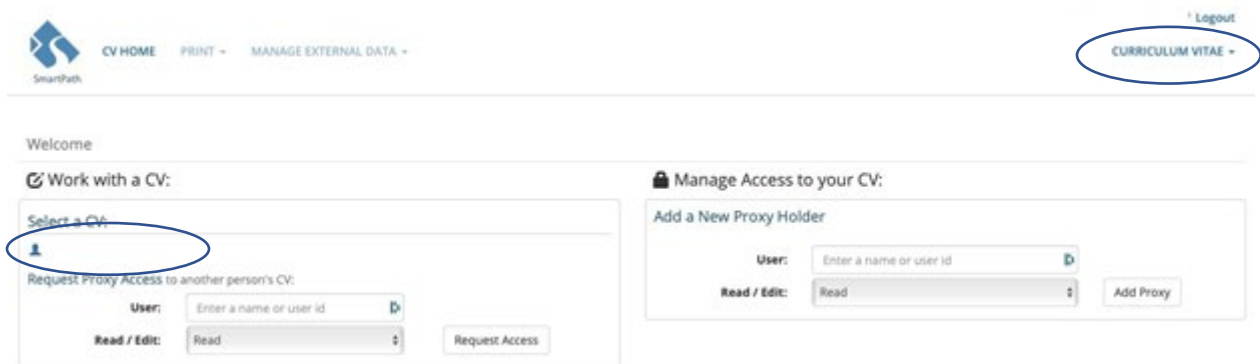 Logout
SmartPath
CV HOME PRINT MANAGE EXTERNAL DATA
CURRICULUM VITAE
Welcome
Work with a CV:
Select a CV:
Request Proxy Access to another person's CV:
User: Enter a name or user id
Read / Edit: Read Request Access
Manage Access to your CV:
Add a New Proxy Holder
User: Enter a name or user id
Read / Edit: Read Add Proxy